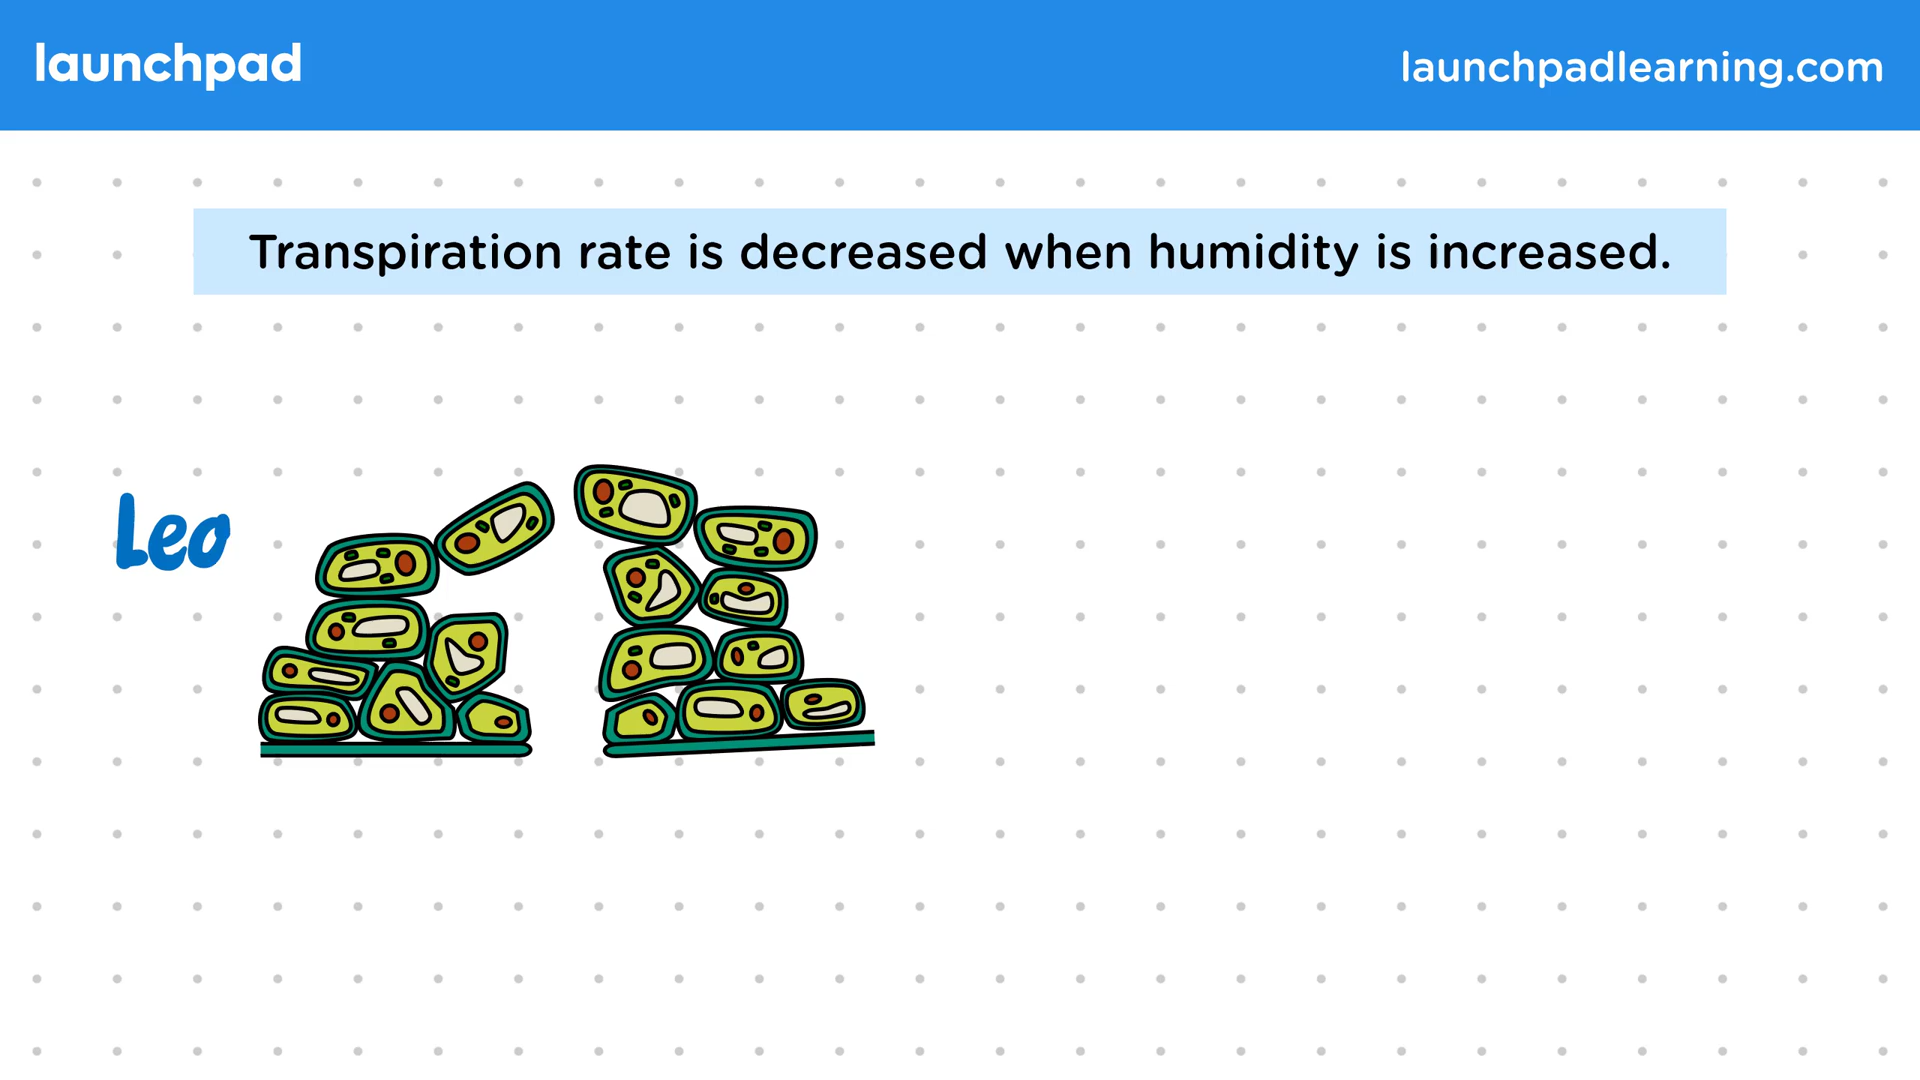 launchpad
launchpadlearning.com
Transpiration rate is decreased when humidity is increased.
Leo